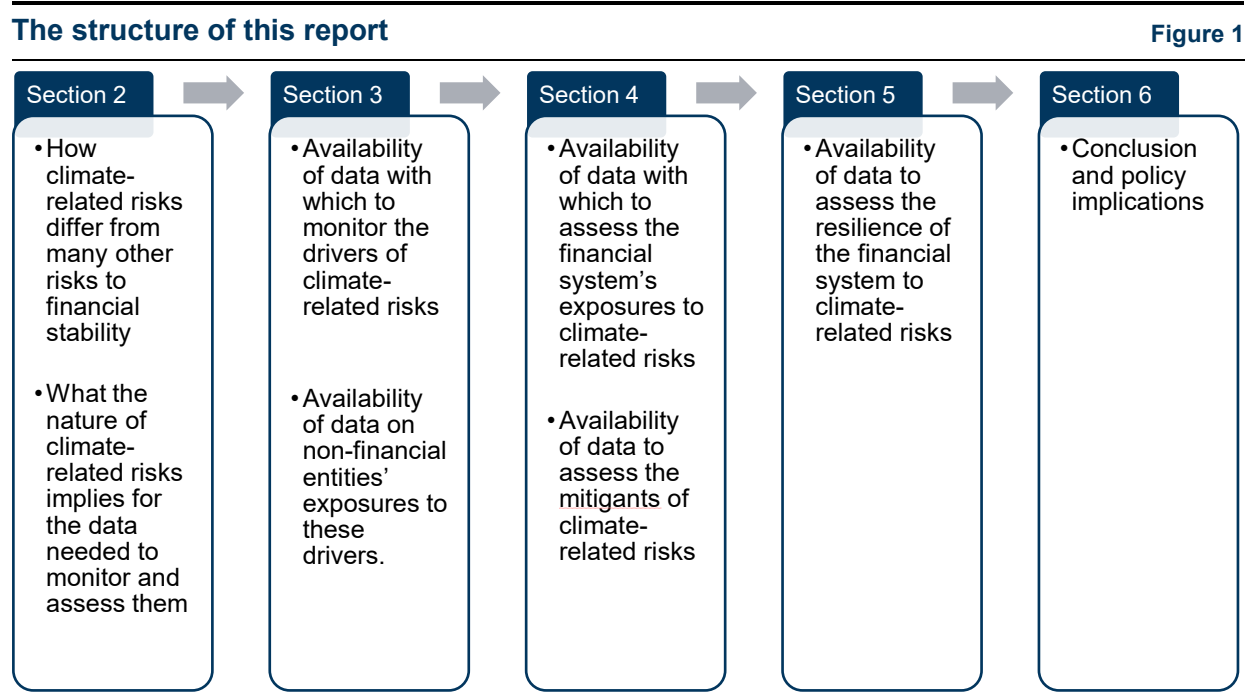 The structure of this report
Figure 1
Section 2
•How
climate-
related risks
differ from
many other
risks to
financial
stability
•What the
nature of
climate-
related risks
implies for
the data
needed to
monitor and
assess them
Section 3
•Availability
of data with
which to
monitor the
drivers of
climate-
related risks
•Availability
of data on
non-financial
entities’
exposures to
these
drivers.
Section 4
•Availability
of data with
which to
assess the
financial
system’s
exposures to
climate-
related risks
•Availability
of data to
assess the
mitigants of
climate-
related risks
Section 5
•Availability
of data to
assess the
resilience of
the financial
system to
climate-
related risks
Section 6
•Conclusion
and policy
implications